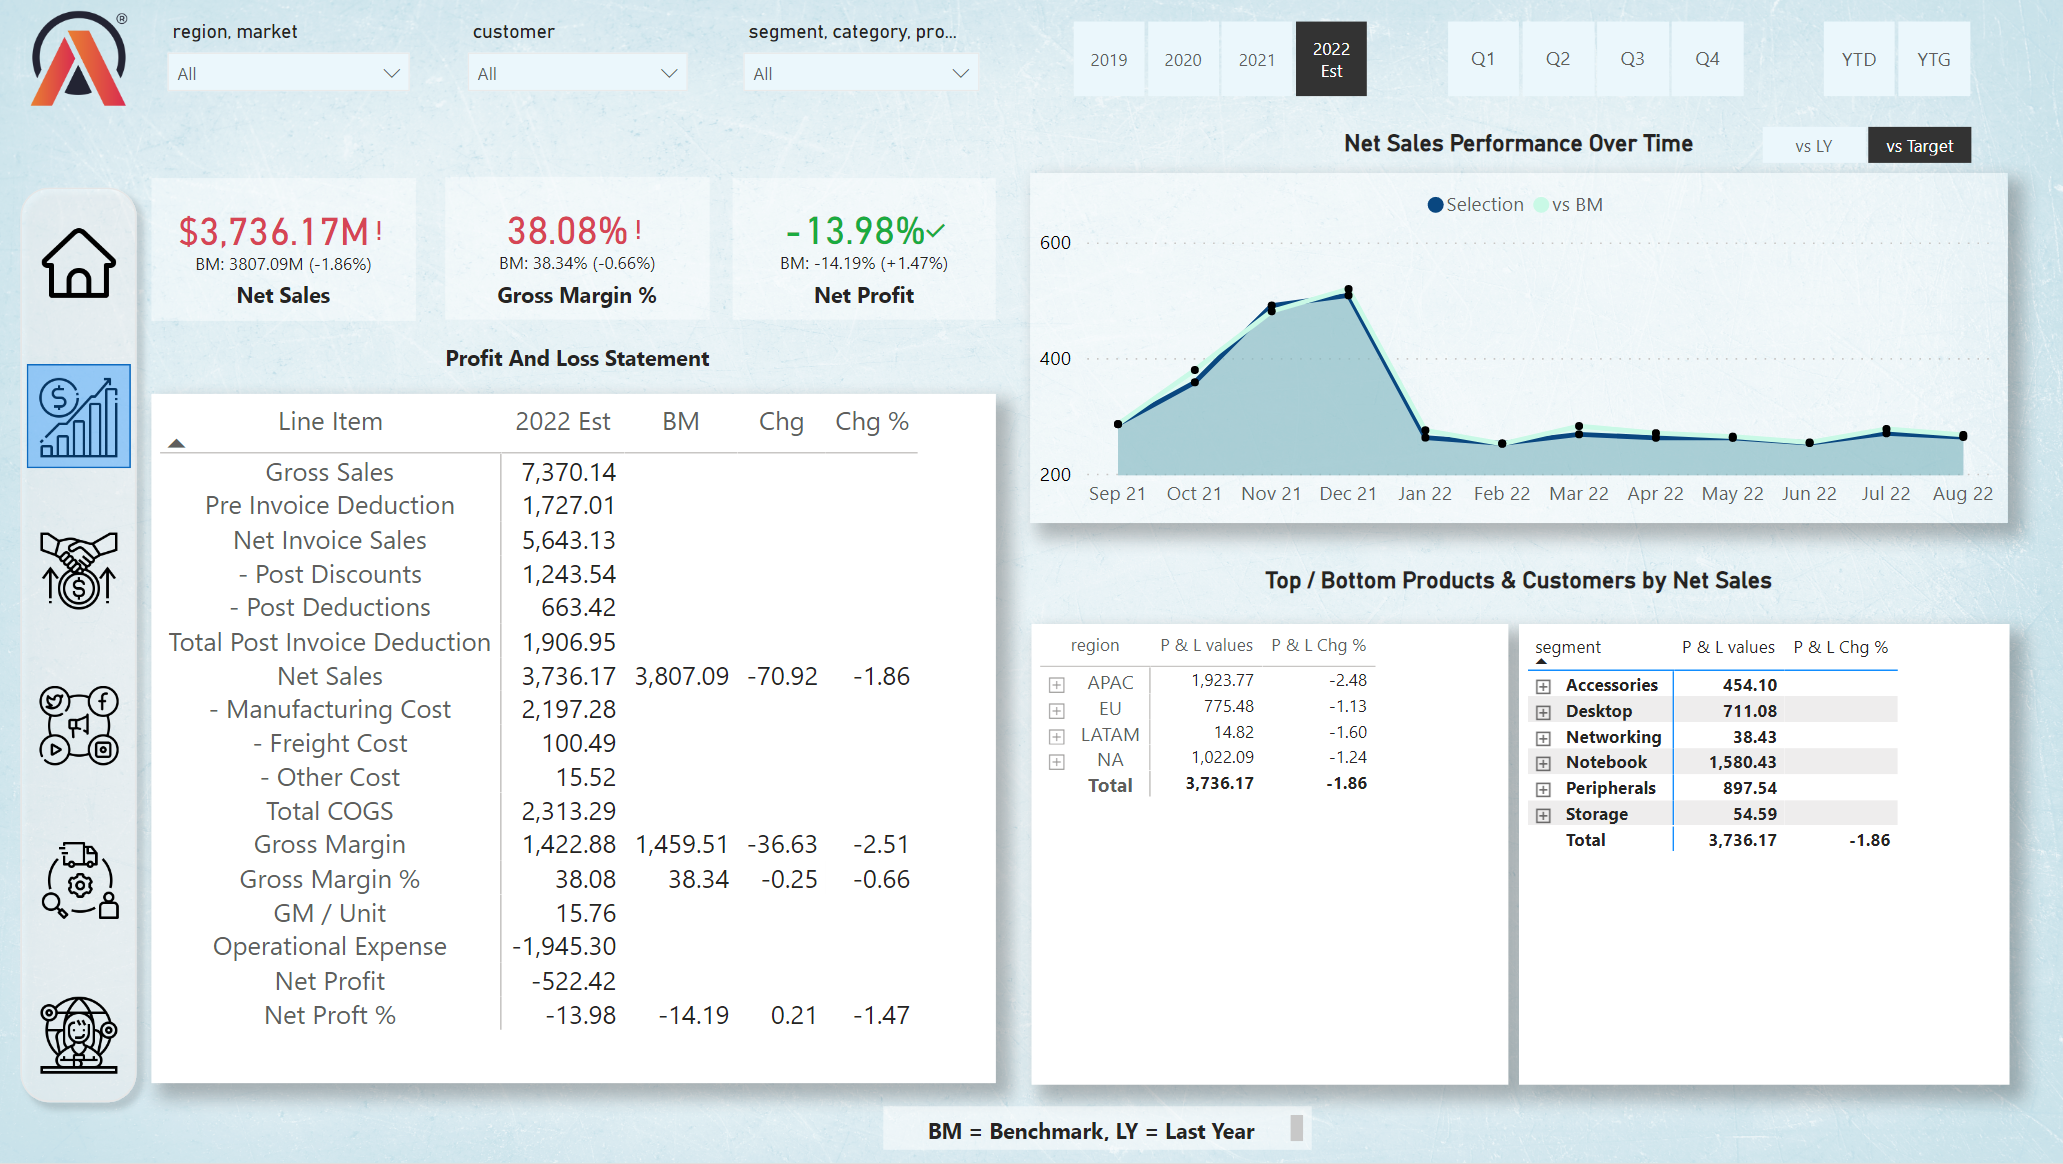 ®
region, market
customer
segment, category, pro...
All
All
All
2019
2020
2021
2022 Est
Q1
Q2
Q3
Q4
YTD
YTG
Net Sales Performance Over Time
vs LY
vs Target
$3,736.17M !
BM: 3807.09M (-1.86%)
Net Sales
38.08% !
BM: 38.34% (-0.66%)
Gross Margin %
-13.98%
BM: -14.19% (+1.47%)
Net Profit
Selection vs BM
600
400
200
Sep 21 Oct 21 Nov 21 Dec 21 Jan 22 Feb 22 Mar 22 Apr 22 May 22 Jun 22 Jul 22 Aug 22
Profit And Loss Statement
Line Item 2022 Est BM Chg Chg %
Gross Sales 7,370.14
Pre Invoice Deduction 1,727.01
Net Invoice Sales 5,643.13
- Post Discounts 1,243.54
- Post Deductions 663.42
Total Post Invoice Deduction 1,906.95
Net Sales 3,736.17 3,807.09 -70.92 -1.86
- Manufacturing Cost 2,197.28
- Freight Cost 100.49
- Other Cost 15.52
Total COGS 2,313.29
Gross Margin 1,422.88 1,459.51 -36.63 -2.51
Gross Margin % 38.08 38.34 -0.25 -0.66
GM / Unit 15.76
Operational Expense -1,945.30
Net Profit -522.42
Net Proft % -13.98 -14.19 0.21 -1.47
Top / Bottom Products & Customers by Net Sales
region P & L values P & L Chg %
APAC 1,923.77 -2.48
EU 775.48 -1.13
LATAM 14.82 -1.60
NA 1,022.09 -1.24
Total 3,736.17 -1.86
segment P & L values P & L Chg %
Accessories 454.10
Desktop 711.08
Networking 38.43
Notebook 1,580.43
Peripherals 897.54
Storage 54.59
Total 3,736.17 -1.86
BM = Benchmark, LY = Last Year